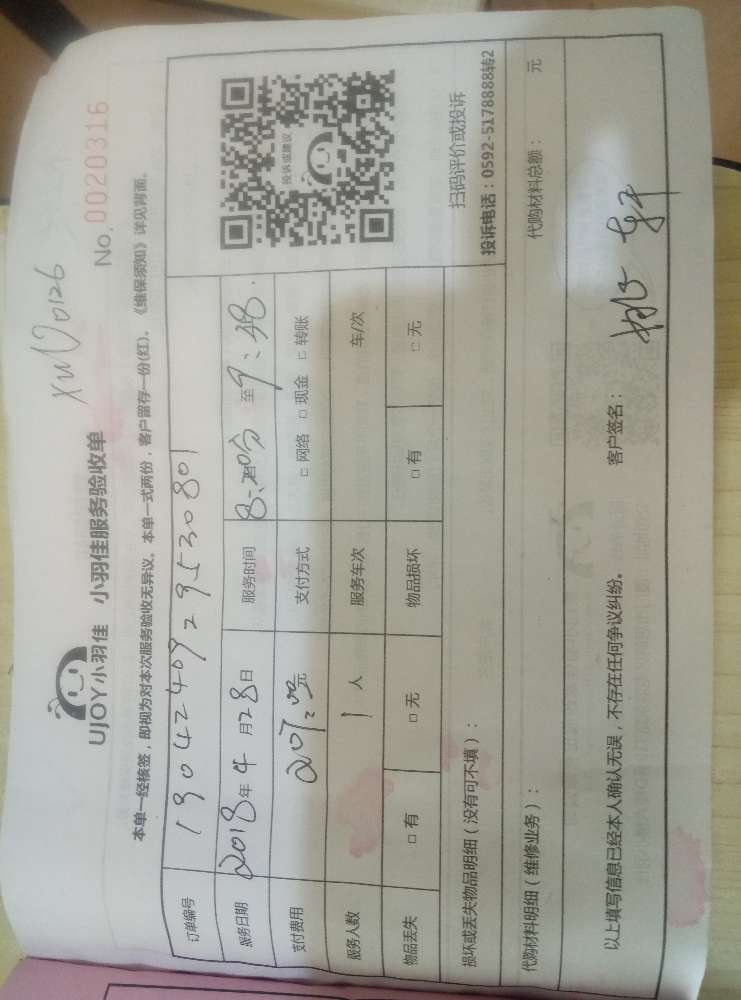 xmV0126
UJOY小羽佳 小羽佳服务验收单
No. 0020316
本单一经核签，即视为对本次服务验收无异议。本单一式两份，客户留存一份(红)。《维保须知》详见背面。
订单编号 1904240929530801
服务日期 2018年4月28日 服务时间 至9:38.
支付费用 元 支付方式 □ 网络 □ 现金 □ 转账
服务人数 1 人 服务车次 车/次
物品丢失 □ 有 □ 无 物品损坏 □ 有 □ 无
投诉或建议
扫码评价或投诉
投诉电话：0592-5178888转2
损坏或丢失物品明细（没有可不填）：
代购材料明细（维修业务）： 代购材料总额： 元
以上填写信息已经本人确认无误，不存在任何争议纠纷。 客户签名：